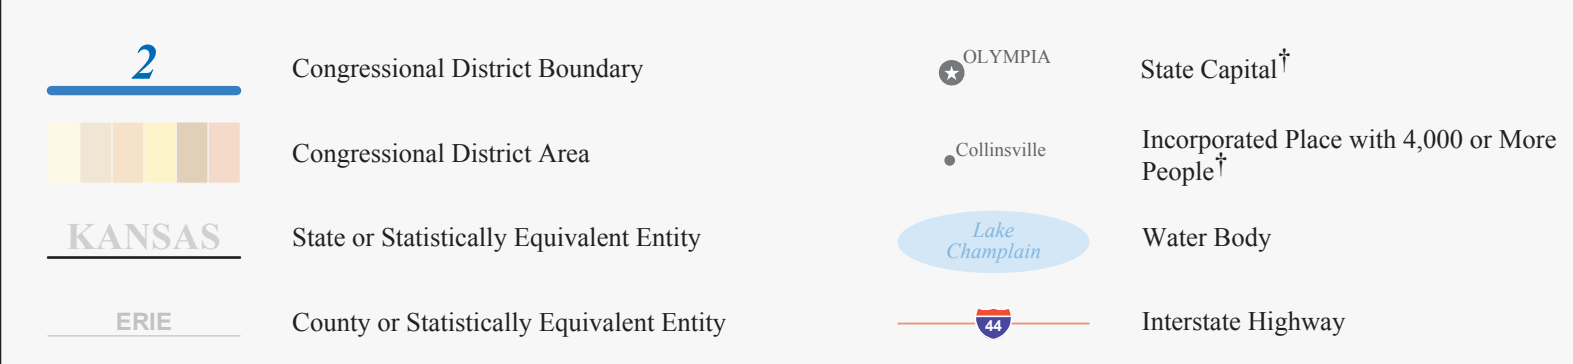 2
Congressional District Boundary
Congressional District Area
KANSAS
State or Statistically Equivalent Entity
ERIE
County or Statistically Equivalent Entity
OLYMPIA
State Capital†
Collinsville
Incorporated Place with 4,000 or More
People†
Lake
Champlain
Water Body
44
Interstate Highway